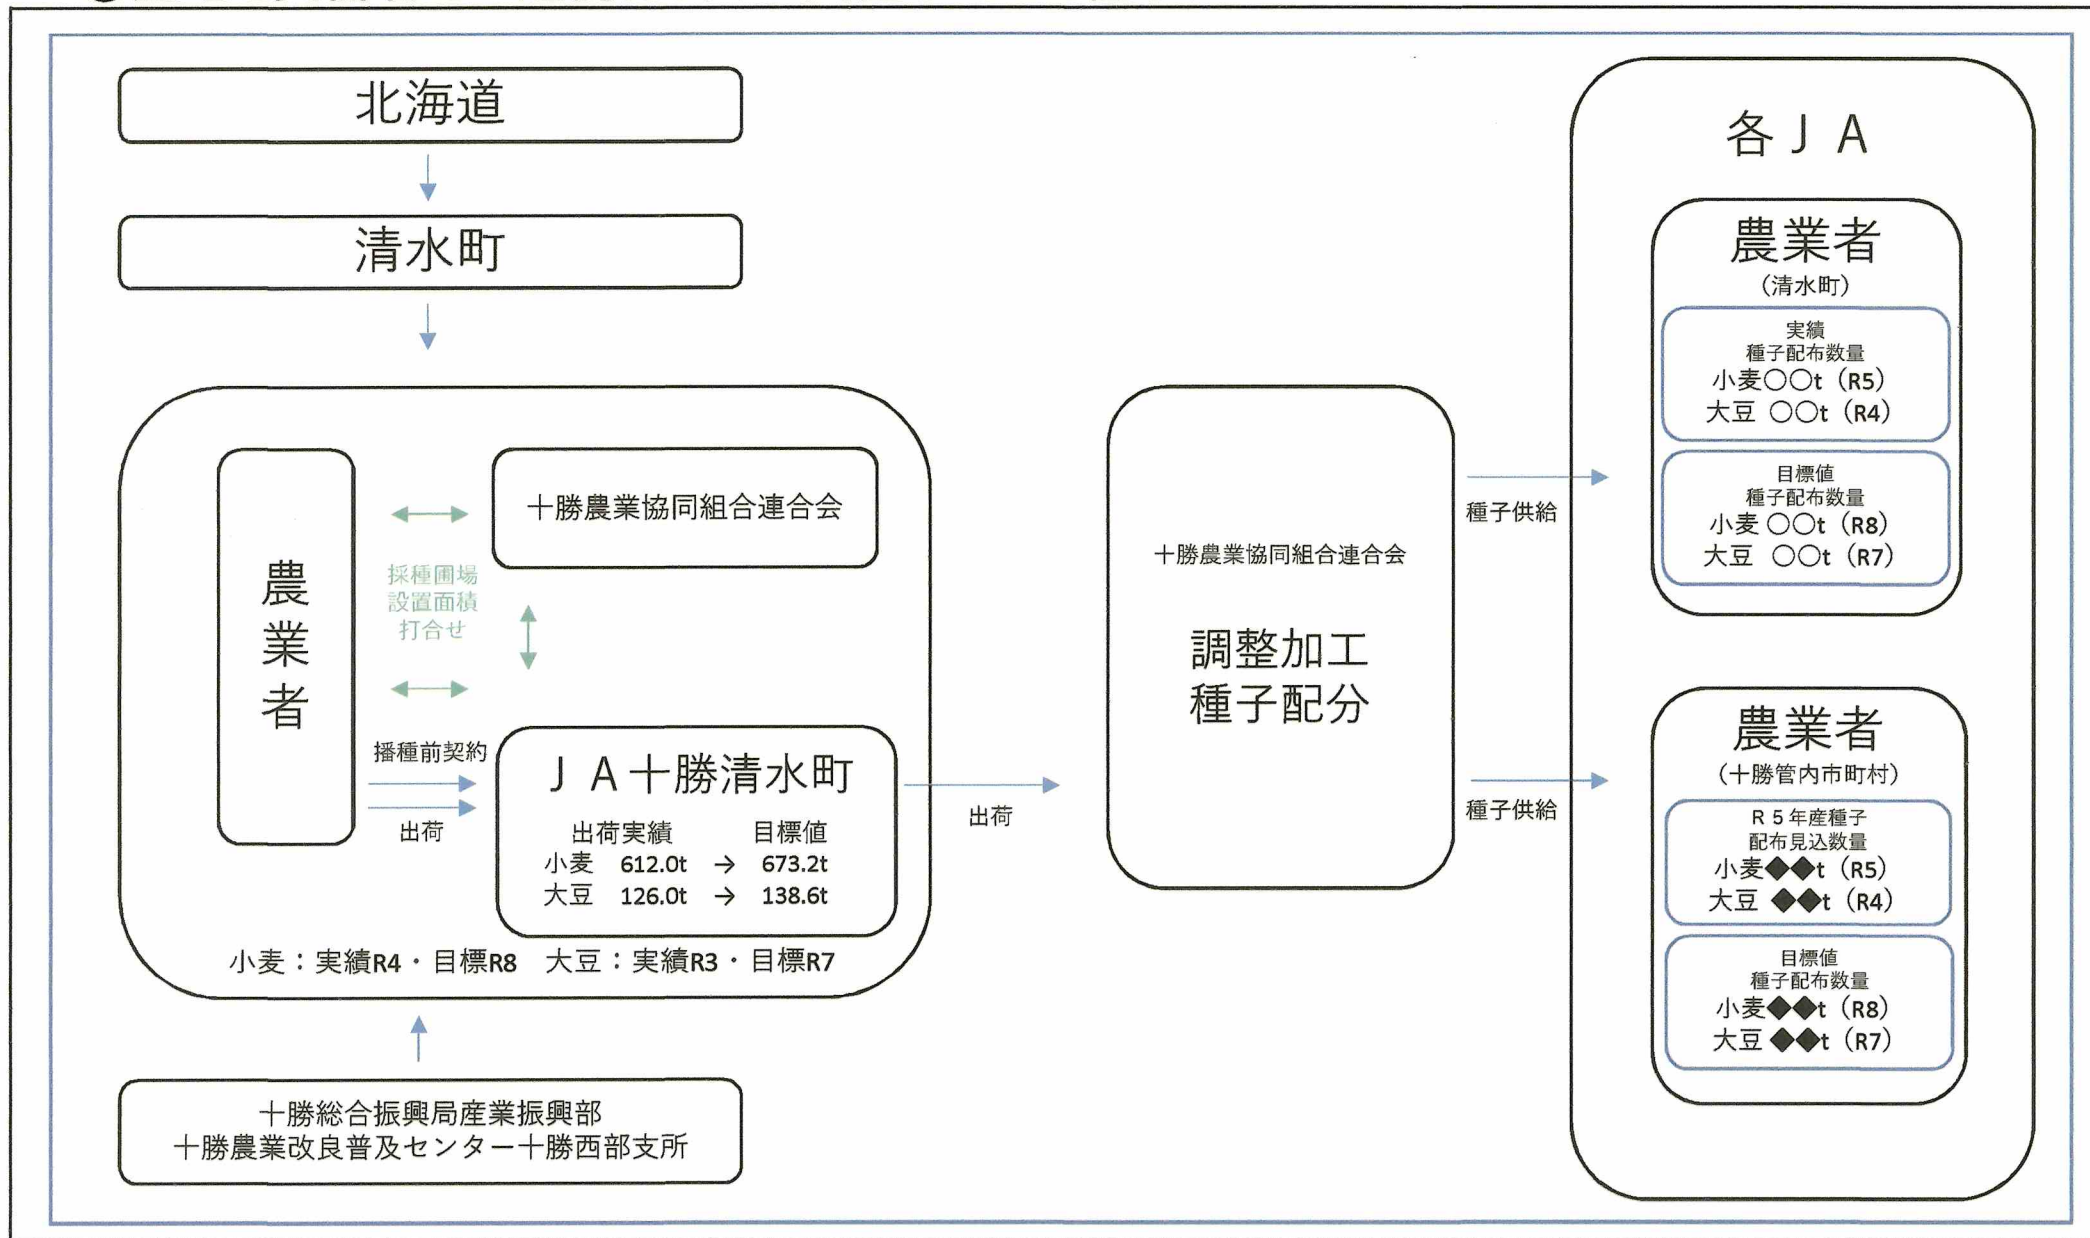 北海道
清水町
農業者
十勝農業協同組合連合会
採種圃場
設置面積
打合せ
播種前契約
出荷
ＪＡ十勝清水町
出荷実績 目標値
小麦 612.0t → 673.2t
大豆 126.0t → 138.6t
小麦：実績R4・目標R8 大豆：実績R3・目標R7
十勝総合振興局産業振興部
十勝農業改良普及センター十勝西部支所
出荷
十勝農業協同組合連合会
調整加工
種子配分
種子供給
種子供給
各ＪＡ
農業者
（清水町）
実績
種子配布数量
小麦〇〇t（R5）
大豆 〇〇t（R4）
目標値
種子配布数量
小麦 〇〇t（R8）
大豆 〇〇t（R7）
農業者
（十勝管内市町村）
Ｒ５年産種子
配布見込数量
小麦◆◆t（R5）
大豆 ◆◆t（R4）
目標値
種子配布数量
小麦◆◆t（R8）
大豆 ◆◆t（R7）